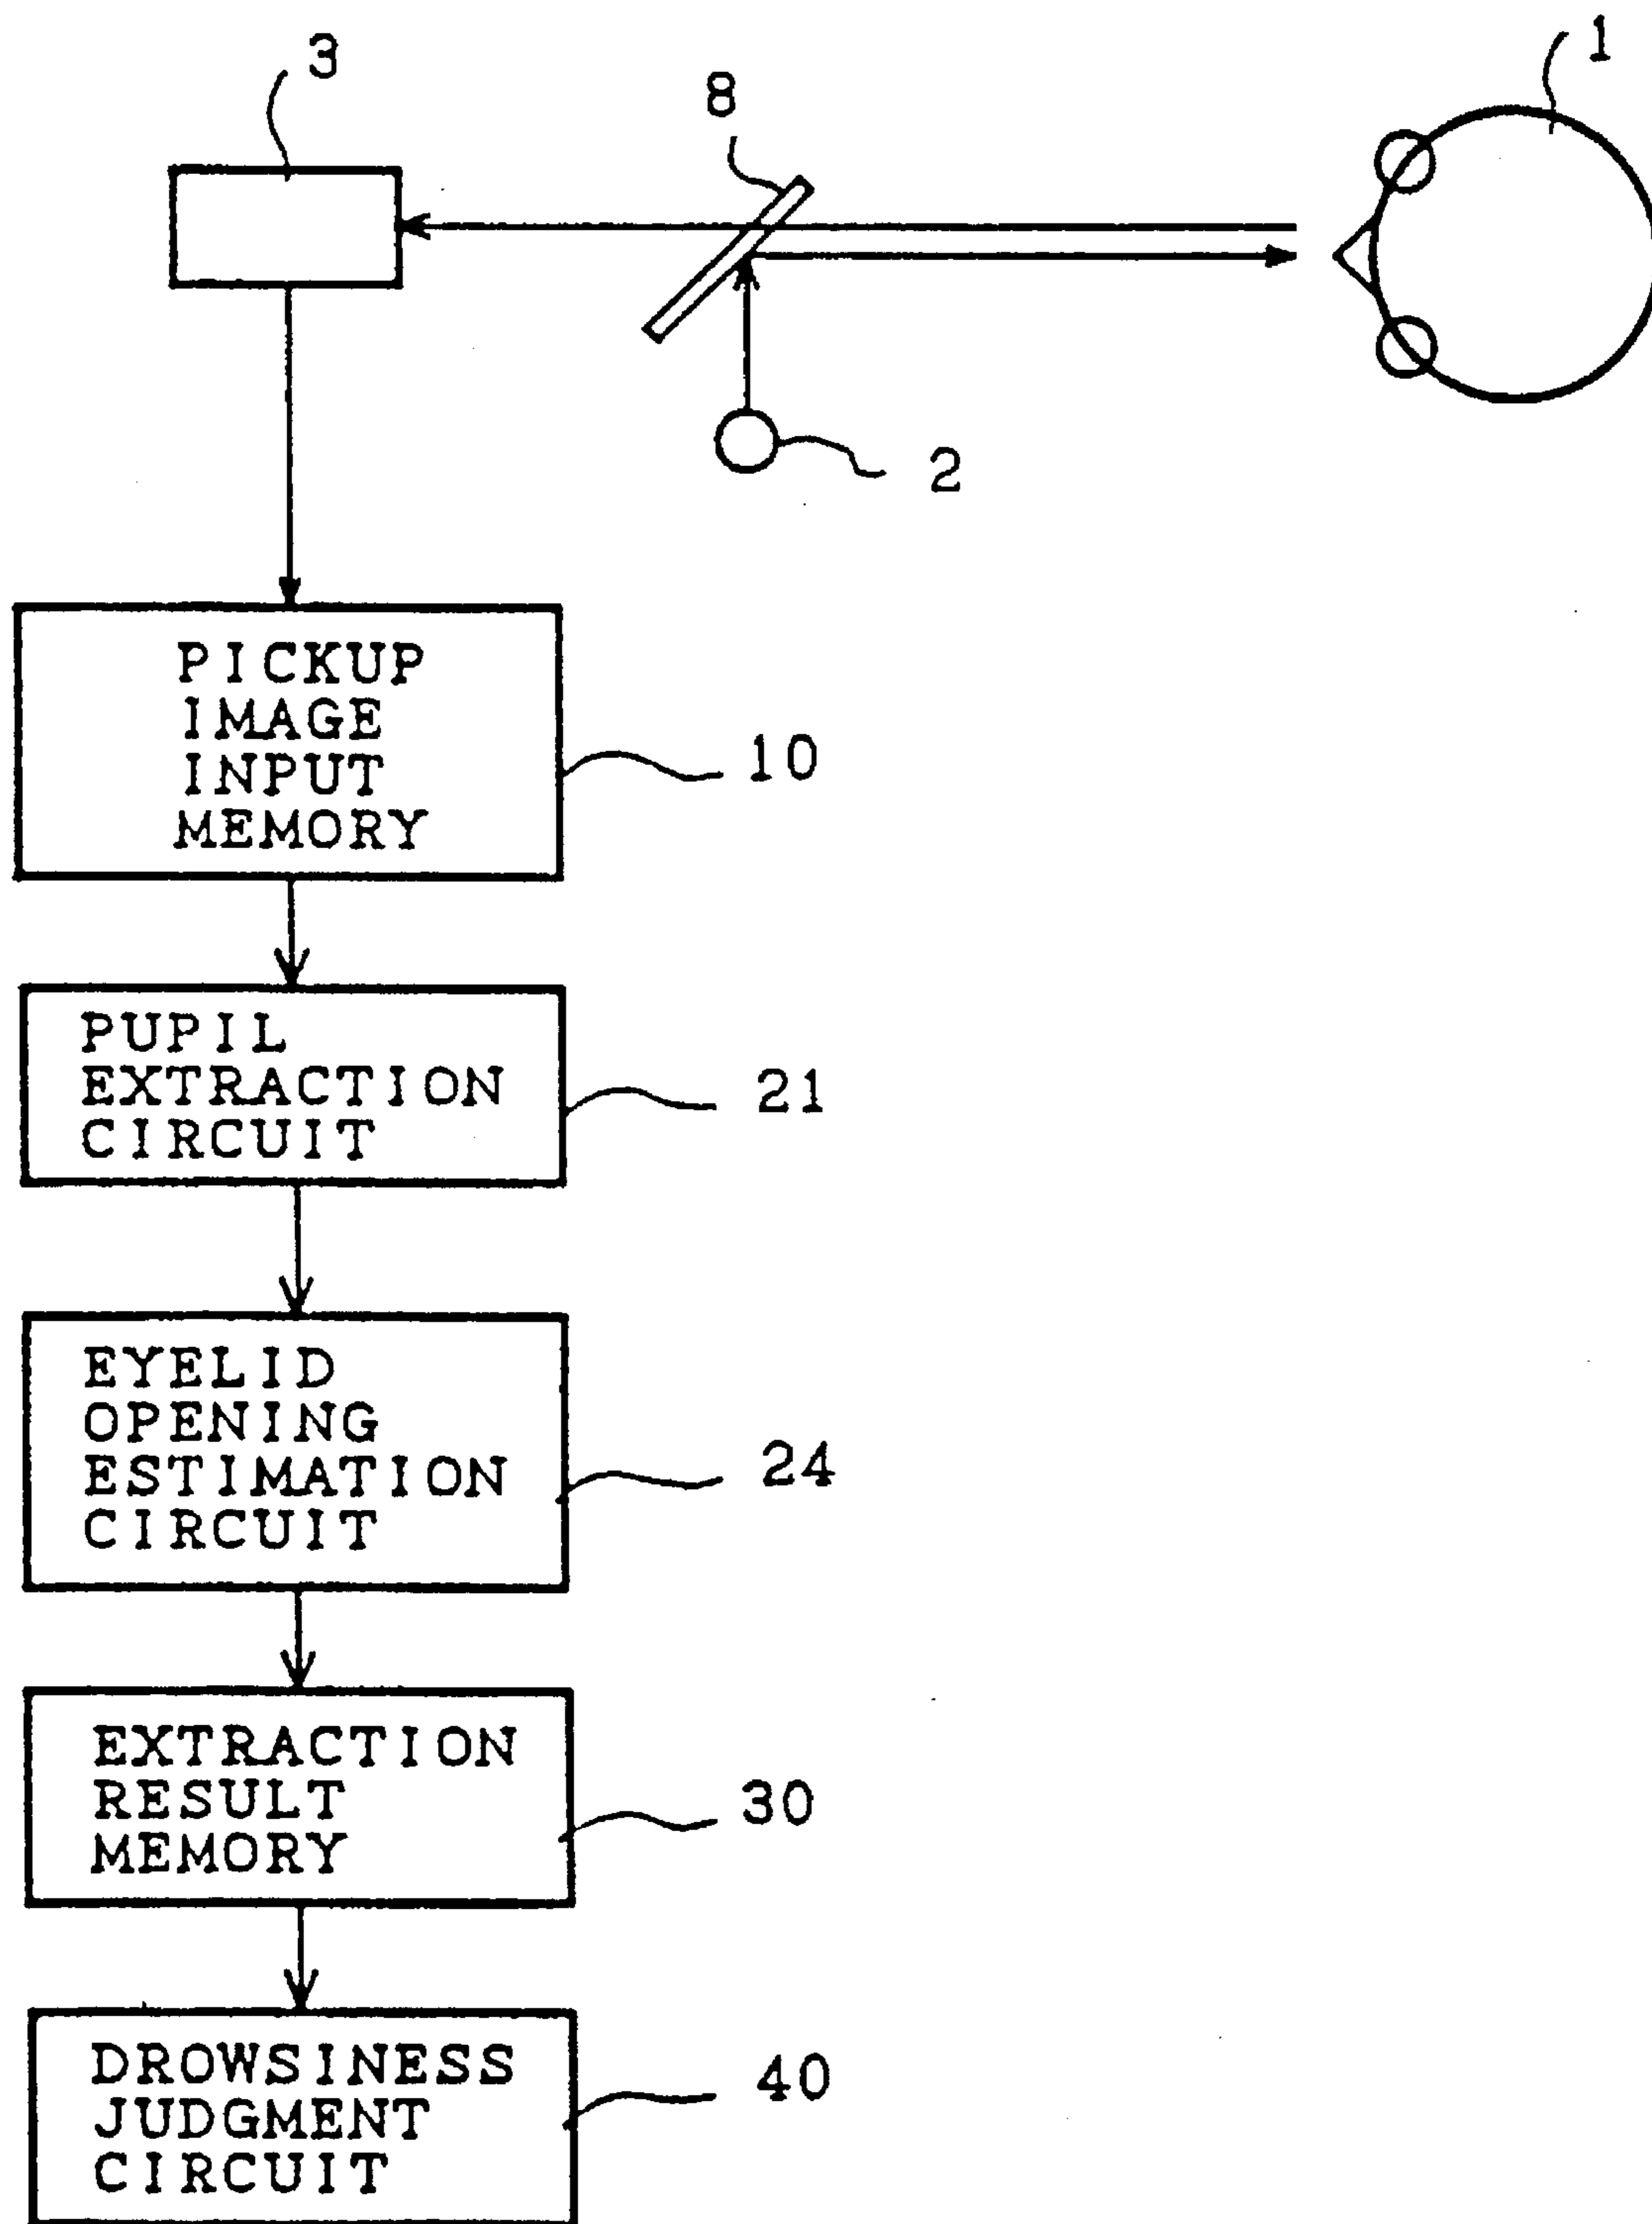 3
8
1
2
PICKUP
IMAGE
INPUT
MEMORY
10
PUPIL
EXTRACTION
CIRCUIT
21
EYELID
OPENING
ESTIMATION
CIRCUIT
24
EXTRACTION
RESULT
MEMORY
30
DROWSINESS
JUDGMENT
CIRCUIT
40